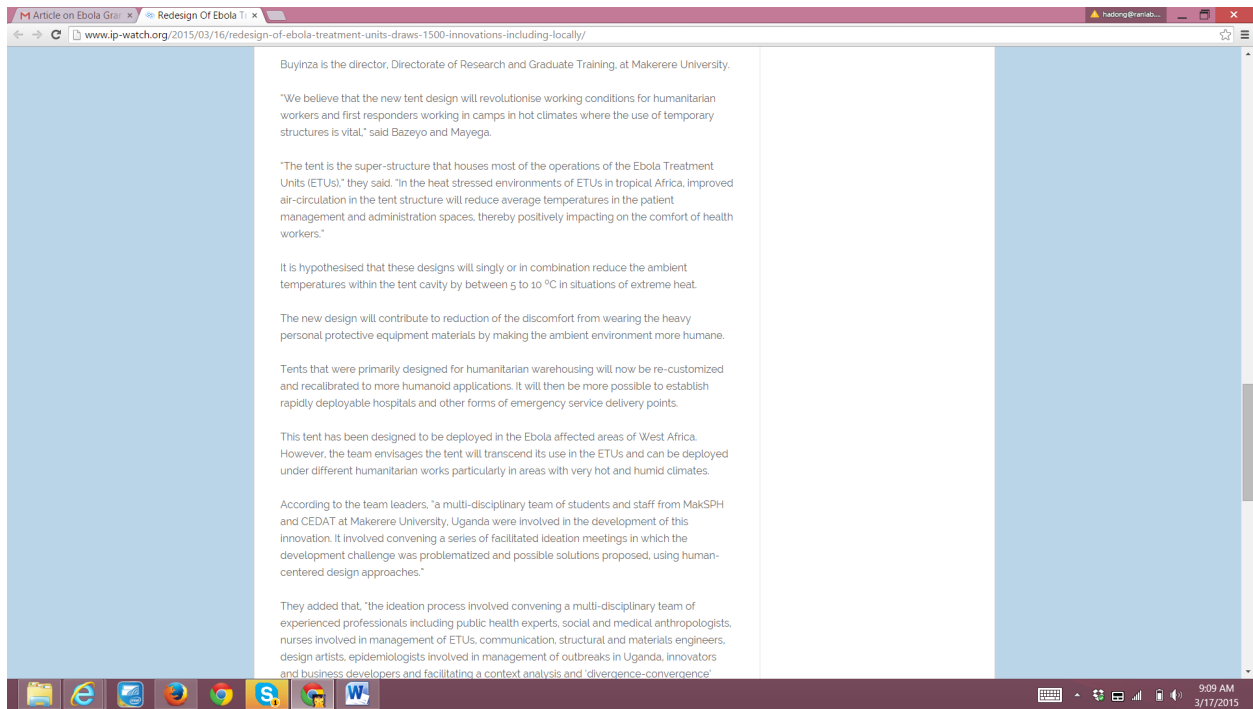 Article on Ebola Gran
Redesign Of Ebola Tr
hadong@ranlab...
www.ip-watch.org/2015/03/16/redesign-of-ebola-treatment-units-draws-1500-innovations-including-locally/
Buyinza is the director, Directorate of Research and Graduate Training, at Makerere University.
"We believe that the new tent design will revolutionise working conditions for humanitarian
workers and first responders working in camps in hot climates where the use of temporary
structures is vital," said Bazeyo and Mayega.
"The tent is the super-structure that houses most of the operations of the Ebola Treatment
Units (ETUs)," they said. "In the heat stressed environments of ETUs in tropical Africa, improved
air-circulation in the tent structure will reduce average temperatures in the patient
management and administration spaces, thereby positively impacting on the comfort of health
workers."
It is hypothesised that these designs will singly or in combination reduce the ambient
temperatures within the tent cavity by between 5 to 10 ⁰C in situations of extreme heat.
The new design will contribute to reduction of the discomfort from wearing the heavy
personal protective equipment materials by making the ambient environment more humane.
Tents that were primarily designed for humanitarian warehousing will now be re-customized
and recalibrated to more humanoid applications. It will then be more possible to establish
rapidly deployable hospitals and other forms of emergency service delivery points.
This tent has been designed to be deployed in the Ebola affected areas of West Africa.
However, the team envisages the tent will transcend its use in the ETUs and can be deployed
under different humanitarian works particularly in areas with very hot and humid climates.
According to the team leaders, "a multi-disciplinary team of students and staff from MakSPH
and CEDAT at Makerere University, Uganda were involved in the development of this
innovation. It involved convening a series of facilitated ideation meetings in which the
development challenge was problematized and possible solutions proposed, using human-
centered design approaches."
They added that, "the ideation process involved convening a multi-disciplinary team of
experienced professionals including public health experts, social and medical anthropologists,
nurses involved in management of ETUs, communication, structural and materials engineers,
design artists, epidemiologists involved in management of outbreaks in Uganda, innovators
and business developers and facilitating a context analysis and 'divergence-convergence'
9:09 AM
3/17/2015